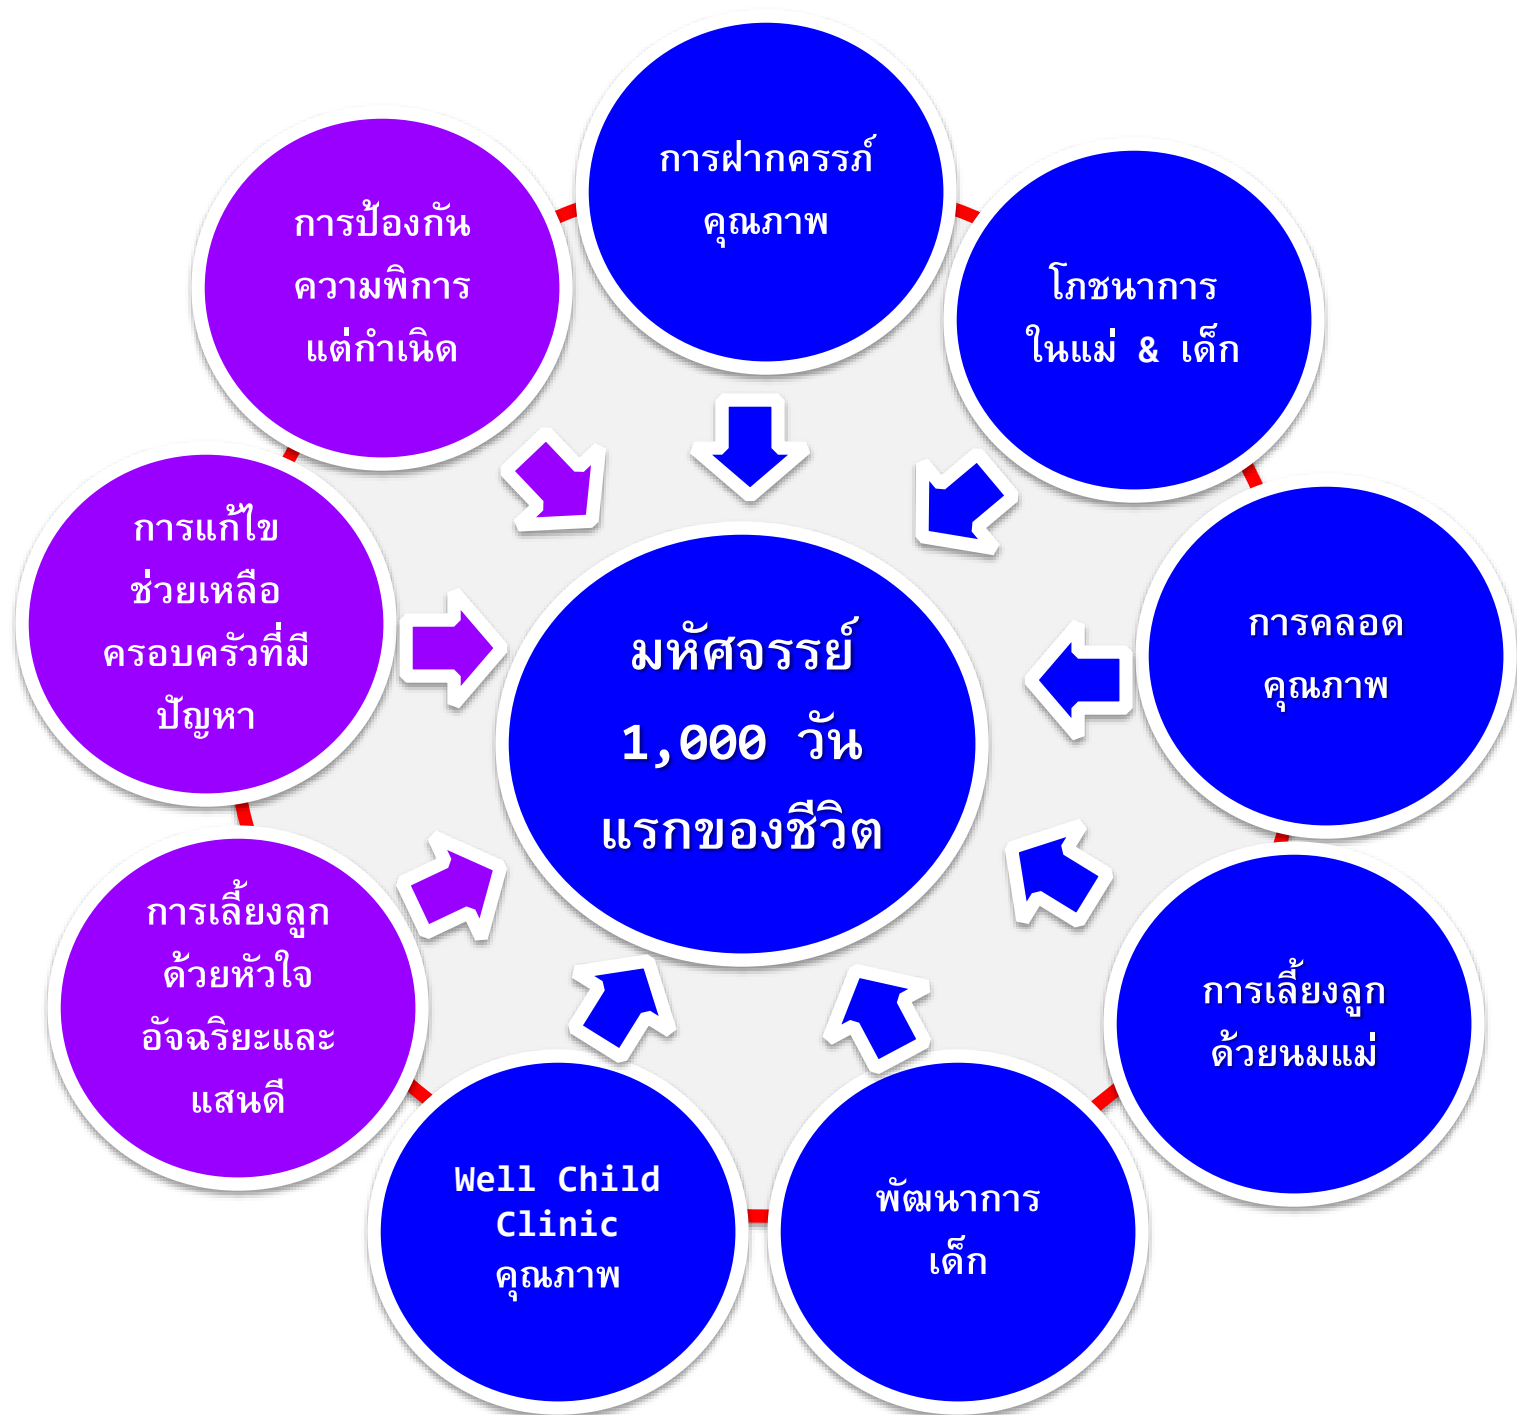 การฝากครรภ์
คุณภาพ
โภชนาการ
ในแม่ & เด็ก
การคลอด
คุณภาพ
การเลี้ยงลูก
ด้วยนมแม่
พัฒนาการ
เด็ก
Well Child
Clinic
คุณภาพ
การเลี้ยงลูก
ด้วยหัวใจ
อัจฉริยะและ
แสนดี
การแก้ไข
ช่วยเหลือ
ครอบครัวที่มี
ปัญหา
การป้องกัน
ความพิการ
แต่กำเนิด
มหัศจรรย์
1,000 วัน
แรกของชีวิต